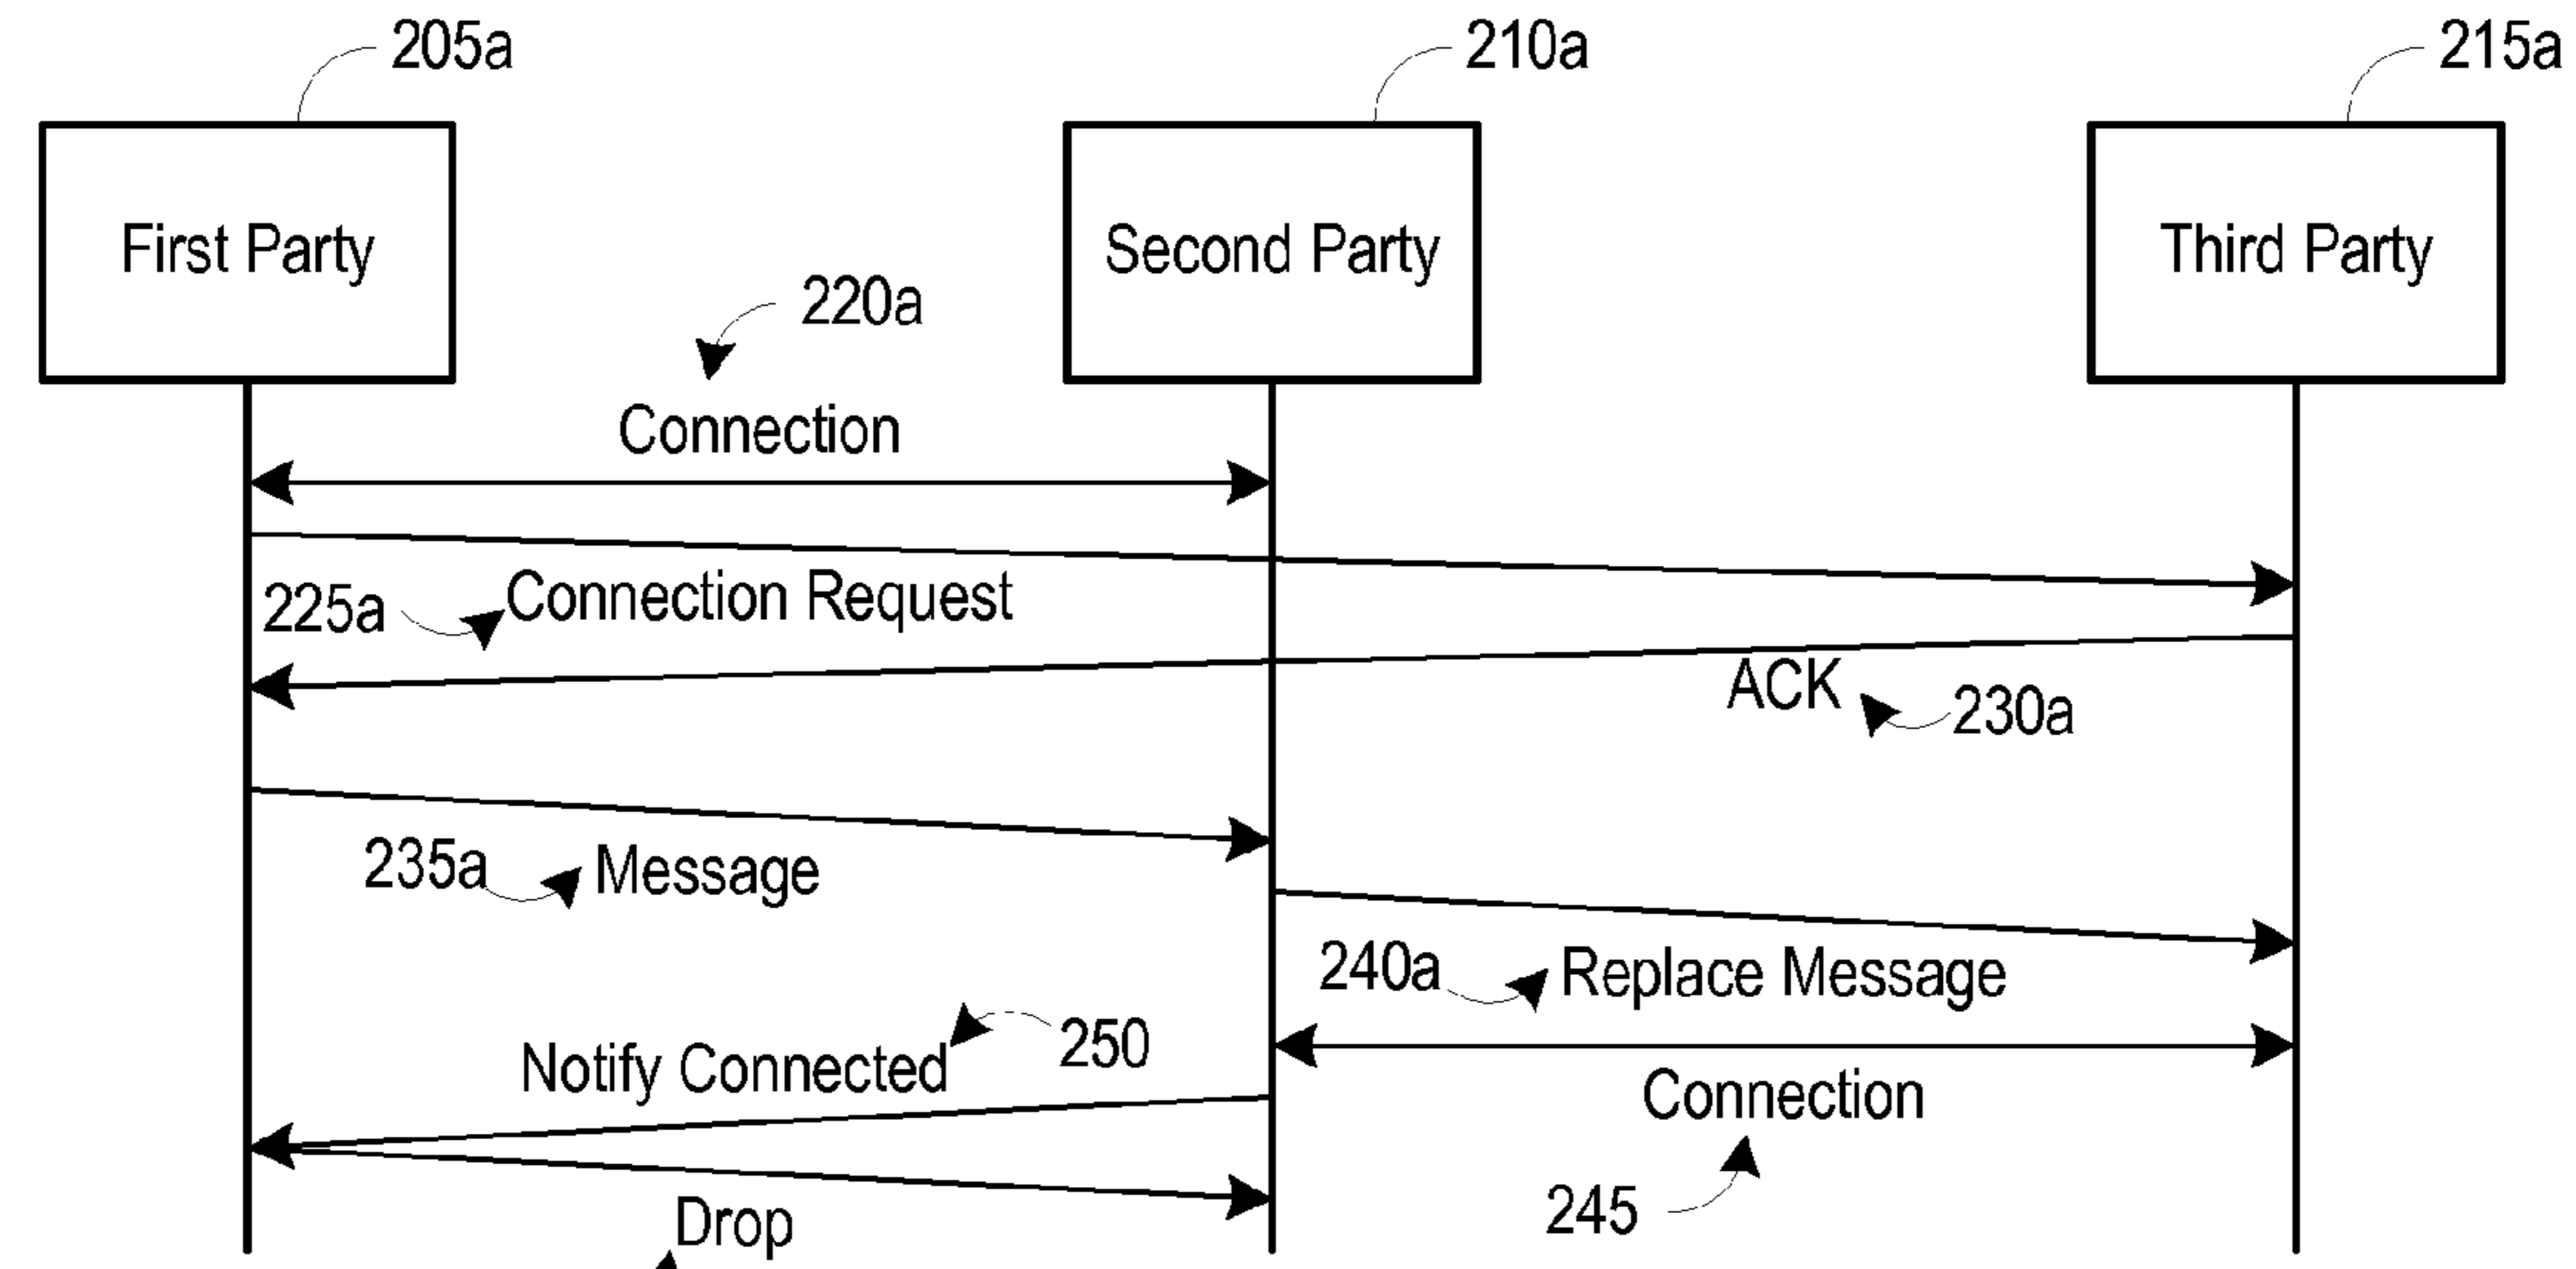 205a
210a
215a
First Party
Second Party
Third Party
220a
Connection
225a
Connection Request
ACK
230a
235a
Message
240a
Replace Message
250
Notify Connected
Connection
245
Drop